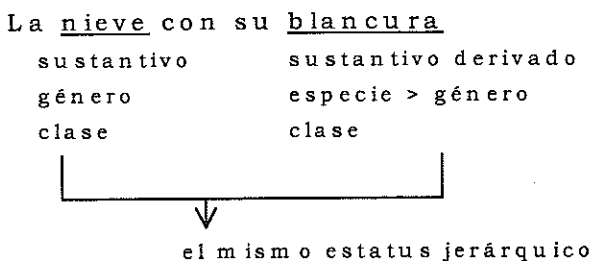 La nieve con su blancura
sustantivo sustantivo derivado
género especie > género
clase clase
el mismo estatus jerárquico